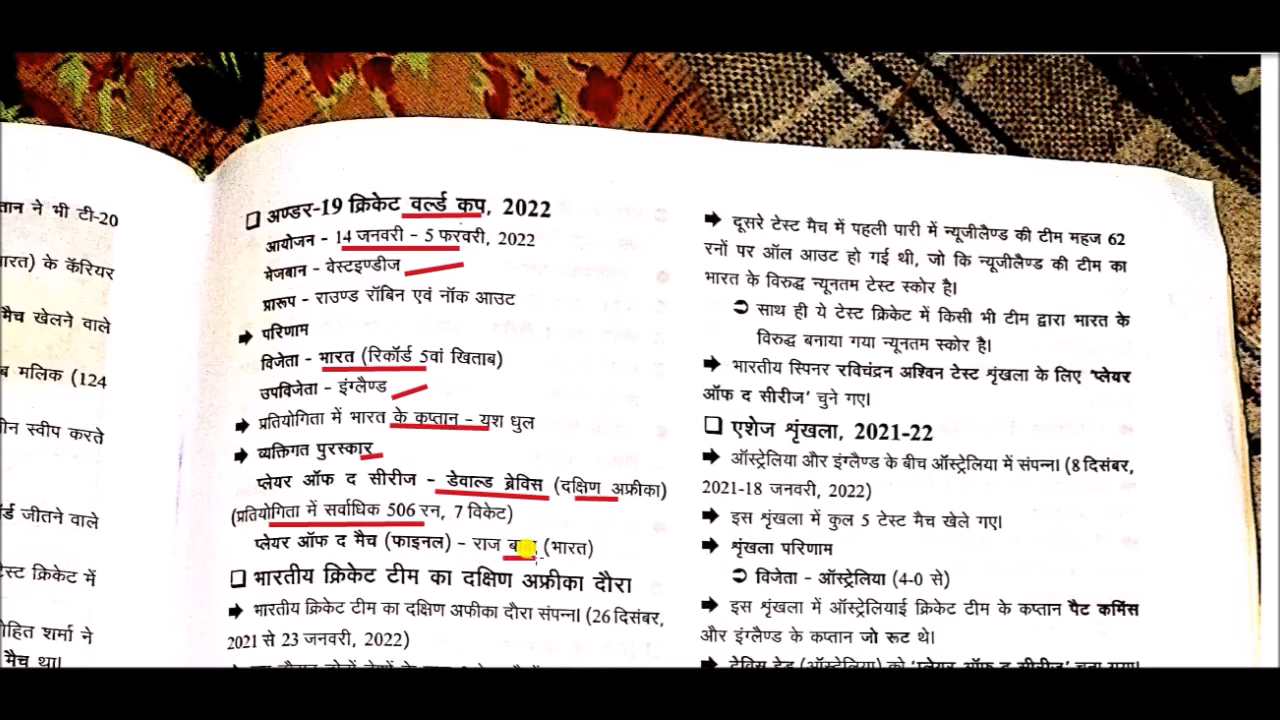 तान ने भी टी-20
ारत) के कॅरियर
मैच खेलने वाले
ब मलिक (124
ीन स्वीप करते
र्ड जीतने वाले
स्ट क्रिकेट में
ोहित शर्मा ने
मैच था।
❑ अण्डर-19 क्रिकेट वर्ल्ड कप, 2022
आयोजन - 14 जनवरी - 5 फरवरी, 2022
मेजबान - वेस्टइण्डीज
प्रारूप - राउण्ड रॉबिन एवं नॉक आउट
➡ परिणाम
विजेता - भारत (रिकॉर्ड 5वां खिताब)
उपविजेता - इंग्लैण्ड
➡ प्रतियोगिता में भारत के कप्तान - यश धुल
➡ व्यक्तिगत पुरस्कार
प्लेयर ऑफ द सीरीज - डेवाल्ड ब्रेविस (दक्षिण अफ्रीका)
(प्रतियोगिता में सर्वाधिक 506 रन, 7 विकेट)
प्लेयर ऑफ द मैच (फाइनल) - राज (भारत)
❑ भारतीय क्रिकेट टीम का दक्षिण अफ्रीका दौरा
➡ भारतीय क्रिकेट टीम का दक्षिण अफीका दौरा संपन्न। (26 दिसंबर,
2021 से 23 जनवरी, 2022)
➡ दूसरे टेस्ट मैच में पहली पारी में न्यूजीलैण्ड की टीम महज 62
रनों पर ऑल आउट हो गई थी, जो कि न्यूजीलैण्ड की टीम का
भारत के विरुद्ध न्यूनतम टेस्ट स्कोर है।
➲ साथ ही ये टेस्ट क्रिकेट में किसी भी टीम द्वारा भारत के
विरुद्ध बनाया गया न्यूनतम स्कोर है।
➡ भारतीय स्पिनर रविचंद्रन अश्विन टेस्ट शृंखला के लिए 'प्लेयर
ऑफ द सीरीज' चुने गए।
❑ एशेज शृंखला, 2021-22
➡ ऑस्ट्रेलिया और इंग्लैण्ड के बीच ऑस्ट्रेलिया में संपन्न। (8 दिसंबर,
2021-18 जनवरी, 2022)
➡ इस शृंखला में कुल 5 टेस्ट मैच खेले गए।
➡ शृंखला परिणाम
➲ विजेता - ऑस्ट्रेलिया (4-0 से)
➡ इस शृंखला में ऑस्ट्रेलियाई क्रिकेट टीम के कप्तान पैट कमिंस
और इंग्लैण्ड के कप्तान जो रूट थे।
➡ ट्रेविस हेड (ऑस्ट्रेलिया) को 'प्लेयर ऑफ द सीरीज' चुना गया।